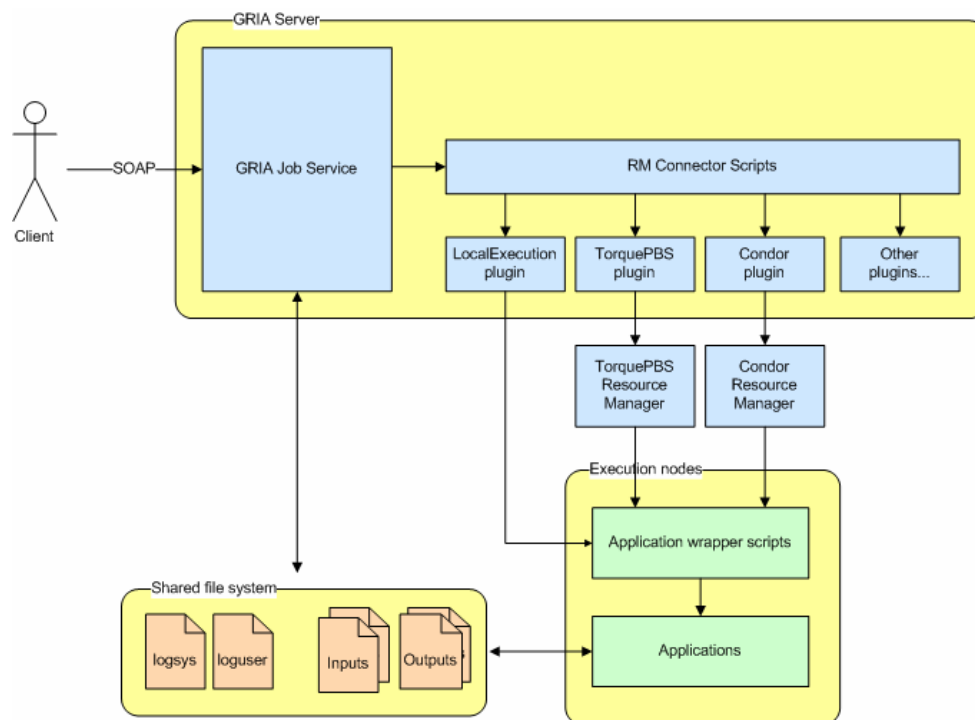 GRIA Server
SOAP
GRIA Job Service
RM Connector Scripts
Client
LocalExecution
plugin
TorquePBS
plugin
Condor
plugin
Other
plugins...
TorquePBS
Resource
Manager
Condor
Resource
Manager
Execution nodes
Application wrapper scripts
Shared file system
logsys
loguser
Inputs
Outputs
Applications